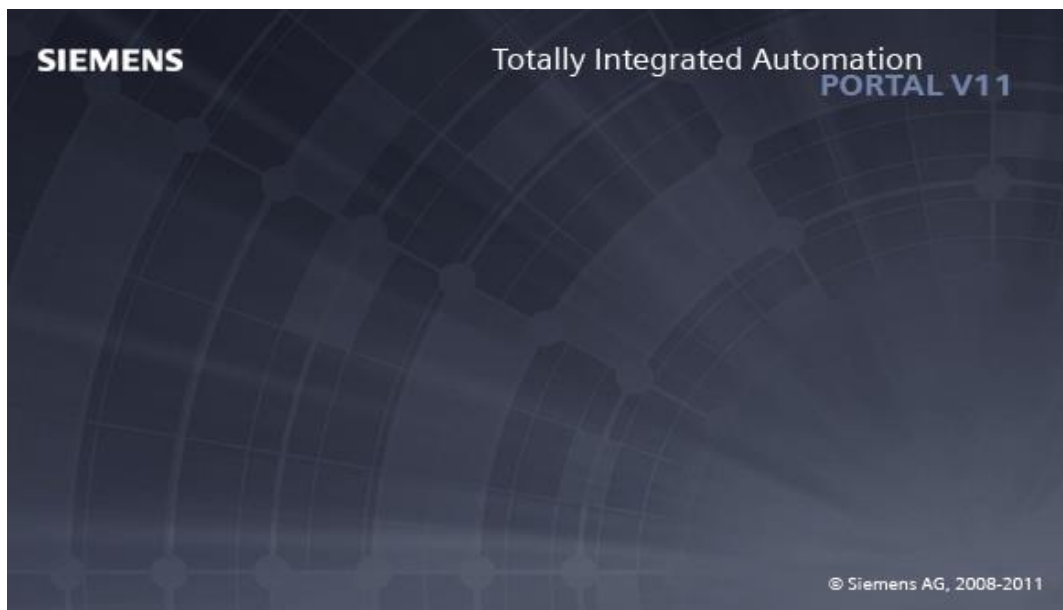 SIEMENS
Totally Integrated Automation
PORTAL V11
© Siemens AG, 2008-2011